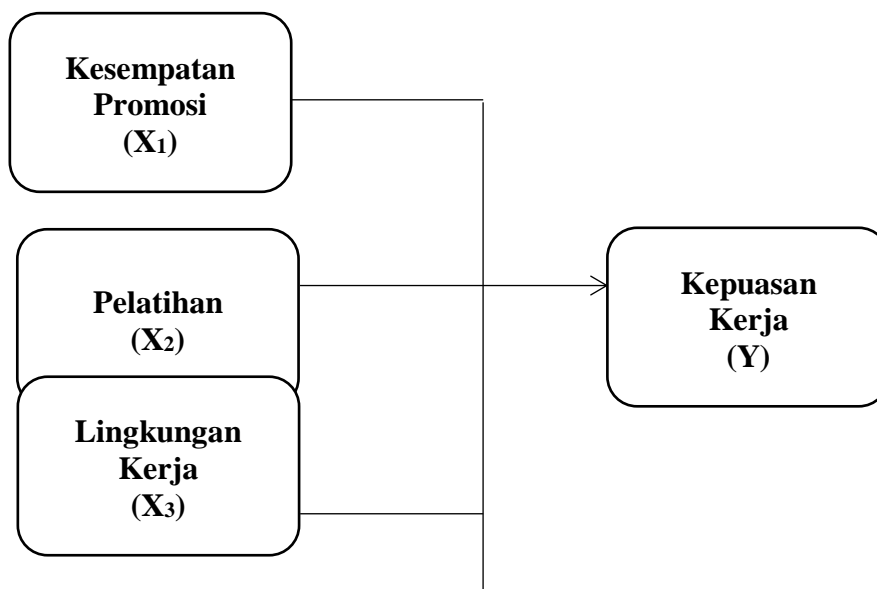 Kesempatan
Promosi
(X₁)
Pelatihan
(X₂)
Lingkungan
Kerja
(X₃)
Kepuasan
Kerja
(Y)